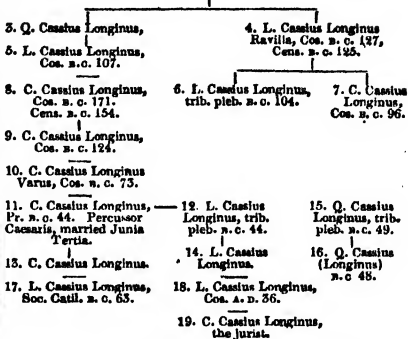 3. Q. Cassius Longinus,
4. L. Cassius Longinus
Ravilla, Cos. B. C. 127,
Cens. B. C. 125.
5. L. Cassius Longinus,
Cos. B. C. 107.
6. L. Cassius Longinus,
trib. pleb. B. C. 104.
7. C. Cassius
Longinus,
Cos. B. C. 96.
8. C. Cassius Longinus,
Cos. B. C. 171.
Cens. B. C. 154.
9. C. Cassius Longinus,
Cos. B. C. 124.
10. C. Cassius Longinus
Varus, Cos. B. C. 73.
11. C. Cassius Longinus,
Pr. B. C. 44. Percussor
Caesaris, married Junia
Tertia.
12. L. Cassius
Longinus, trib.
pleb. B. C. 44.
15. Q. Cassius
Longinus, trib.
pleb. B. C. 49.
13. C. Cassius Longinus.
14. L. Cassius
Longinus.
16. Q. Cassius
(Longinus)
B. C 48.
17. L. Cassius Longinus,
Soc. Catil. B. C. 63.
18. L. Cassius Longinus,
Cos. A. D. 36.
19. C. Cassius Longinus,
the jurist.